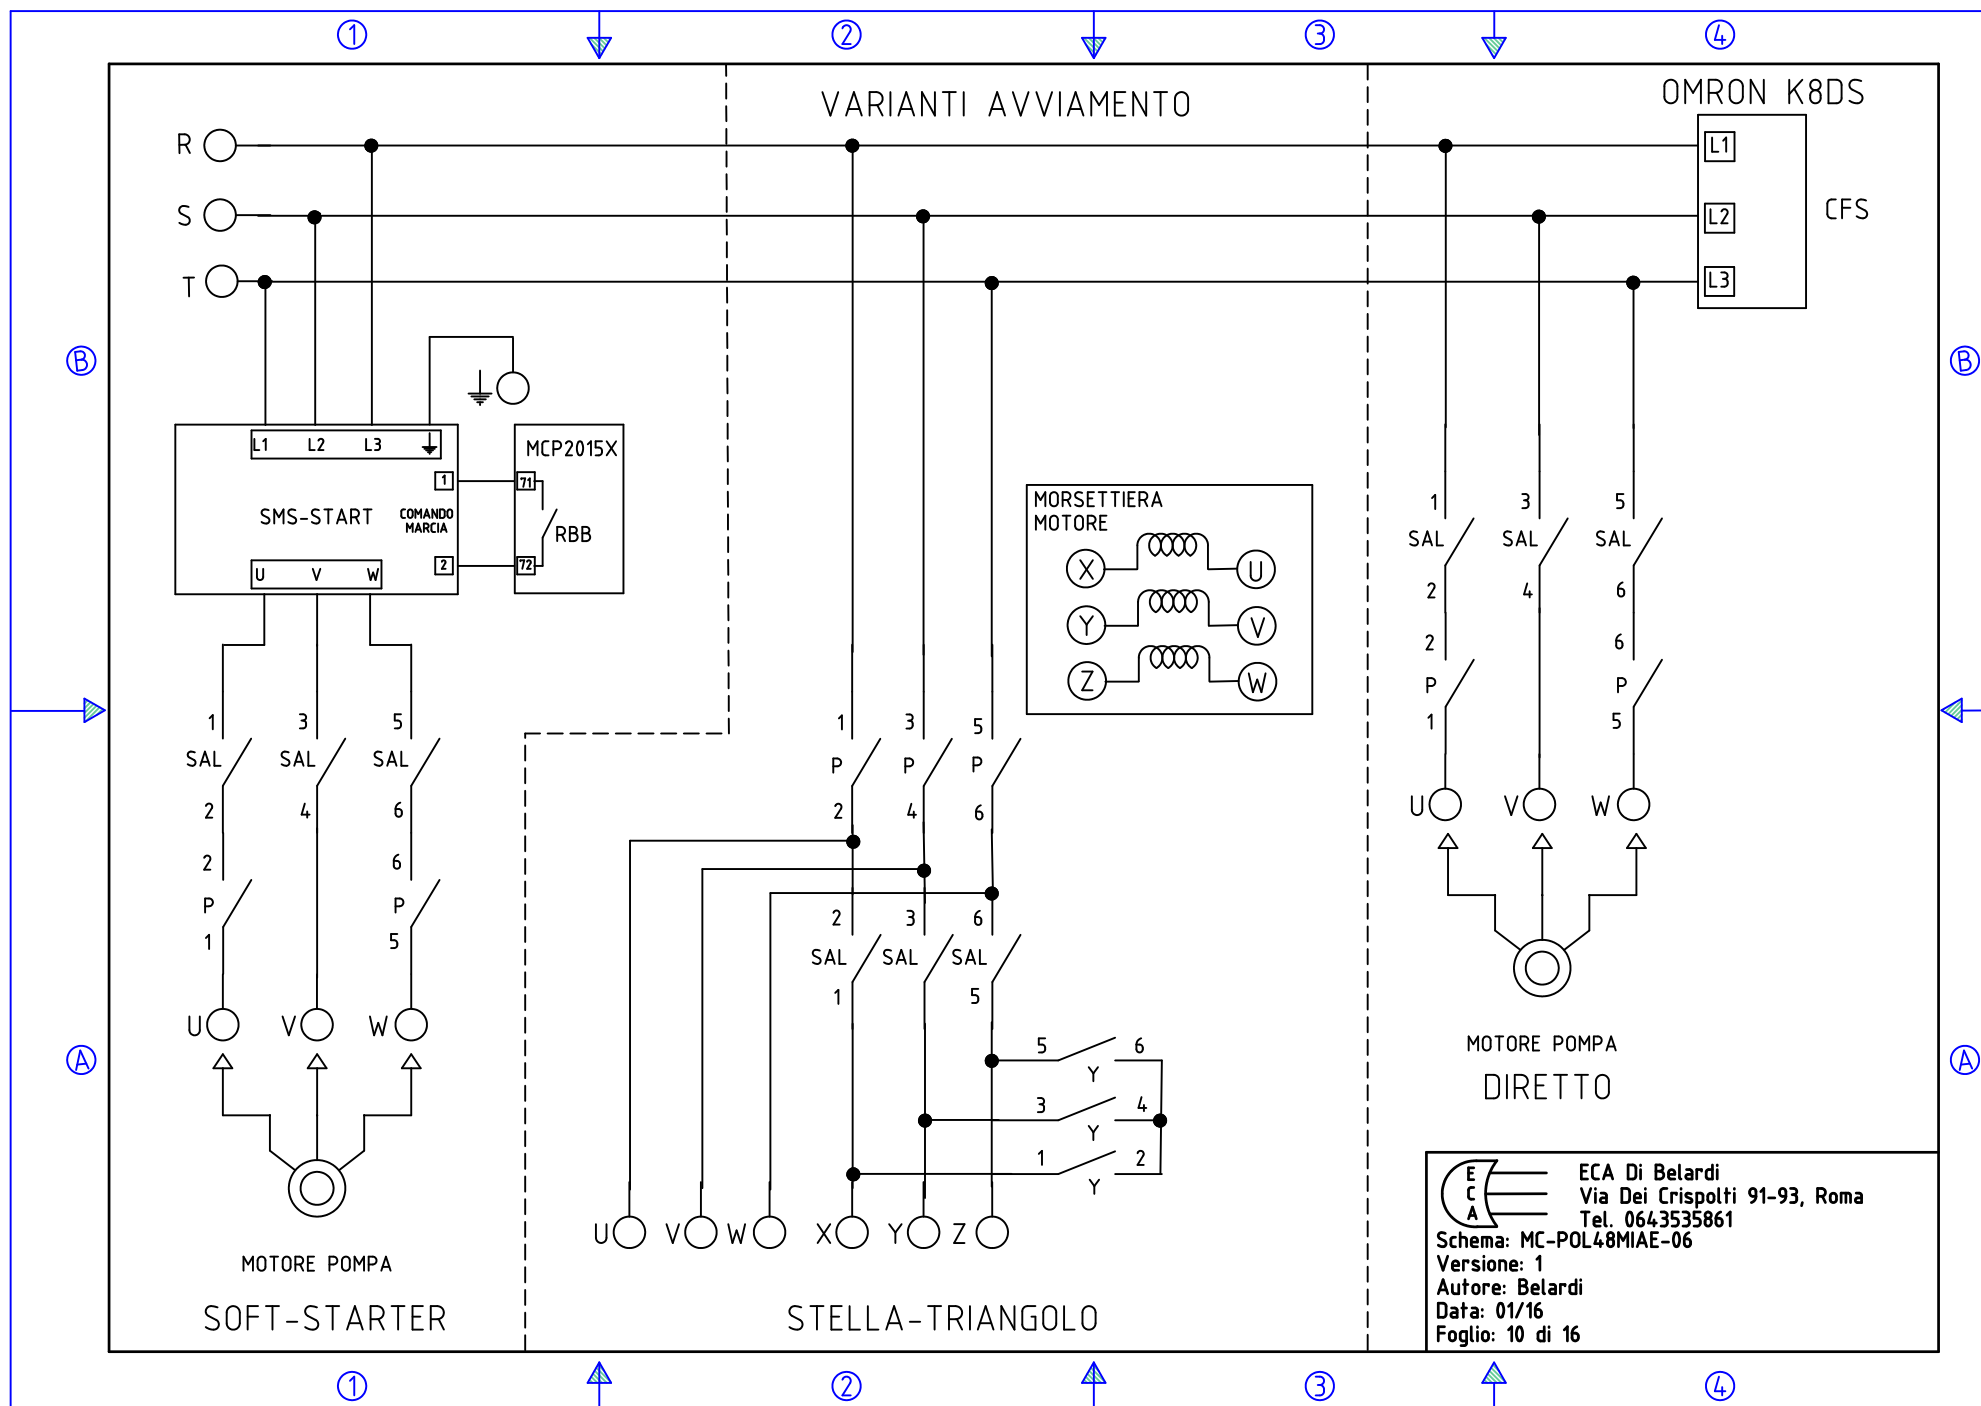 1 2 3 4
VARIANTI AVVIAMENTO
OMRON K8DS
R
S
T
L1
L2
L3
CFS
B
B
L1 L2 L3
SMS-START
COMANDO
MARCIA
1
2
U V W
MCP2015X
71
RBB
72
1 3 5
SAL SAL SAL
2 4 6
2 6
P P
1 5
U V W
MOTORE POMPA
SOFT-STARTER
1 3 5
P P P
2 4 6
2 3 6
SAL SAL SAL
1 5
5 6
Y
3 4
Y
1 2
Y
U V W X Y Z
STELLA-TRIANGOLO
MORSETTIERA
MOTORE
X U
Y V
Z W
1 3 5
SAL SAL SAL
2 4 6
2 6
P P
1 5
U V W
MOTORE POMPA
DIRETTO
A
A
E
C
A
ECA Di Belardi
Via Dei Crispolti 91-93, Roma
Tel. 0643535861
Schema: MC-POL48MIAE-06
Versione: 1
Autore: Belardi
Data: 01/16
Foglio: 10 di 16
1 2 3 4